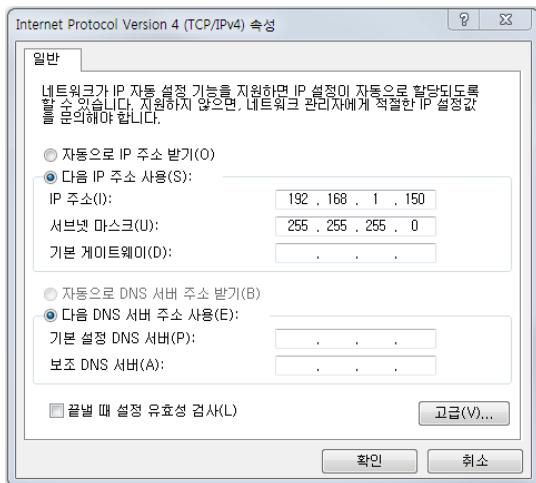 Internet Protocol Version 4 (TCP/IPv4) 속성
일반
네트워크가 IP 자동 설정 기능을 지원하면 IP 설정이 자동으로 할당되도록
할 수 있습니다. 지원하지 않으면, 네트워크 관리자에게 적절한 IP 설정값
을 문의해야 합니다.
자동으로 IP 주소 받기(O)
다음 IP 주소 사용(S):
IP 주소(I): 192 . 168 . 1 . 150
서브넷 마스크(U): 255 . 255 . 255 . 0
기본 게이트웨이(D): . . .
자동으로 DNS 서버 주소 받기(B)
다음 DNS 서버 주소 사용(E):
기본 설정 DNS 서버(P): . . .
보조 DNS 서버(A): . . .
끝낼 때 설정 유효성 검사(L)
고급(V)...
확인 취소